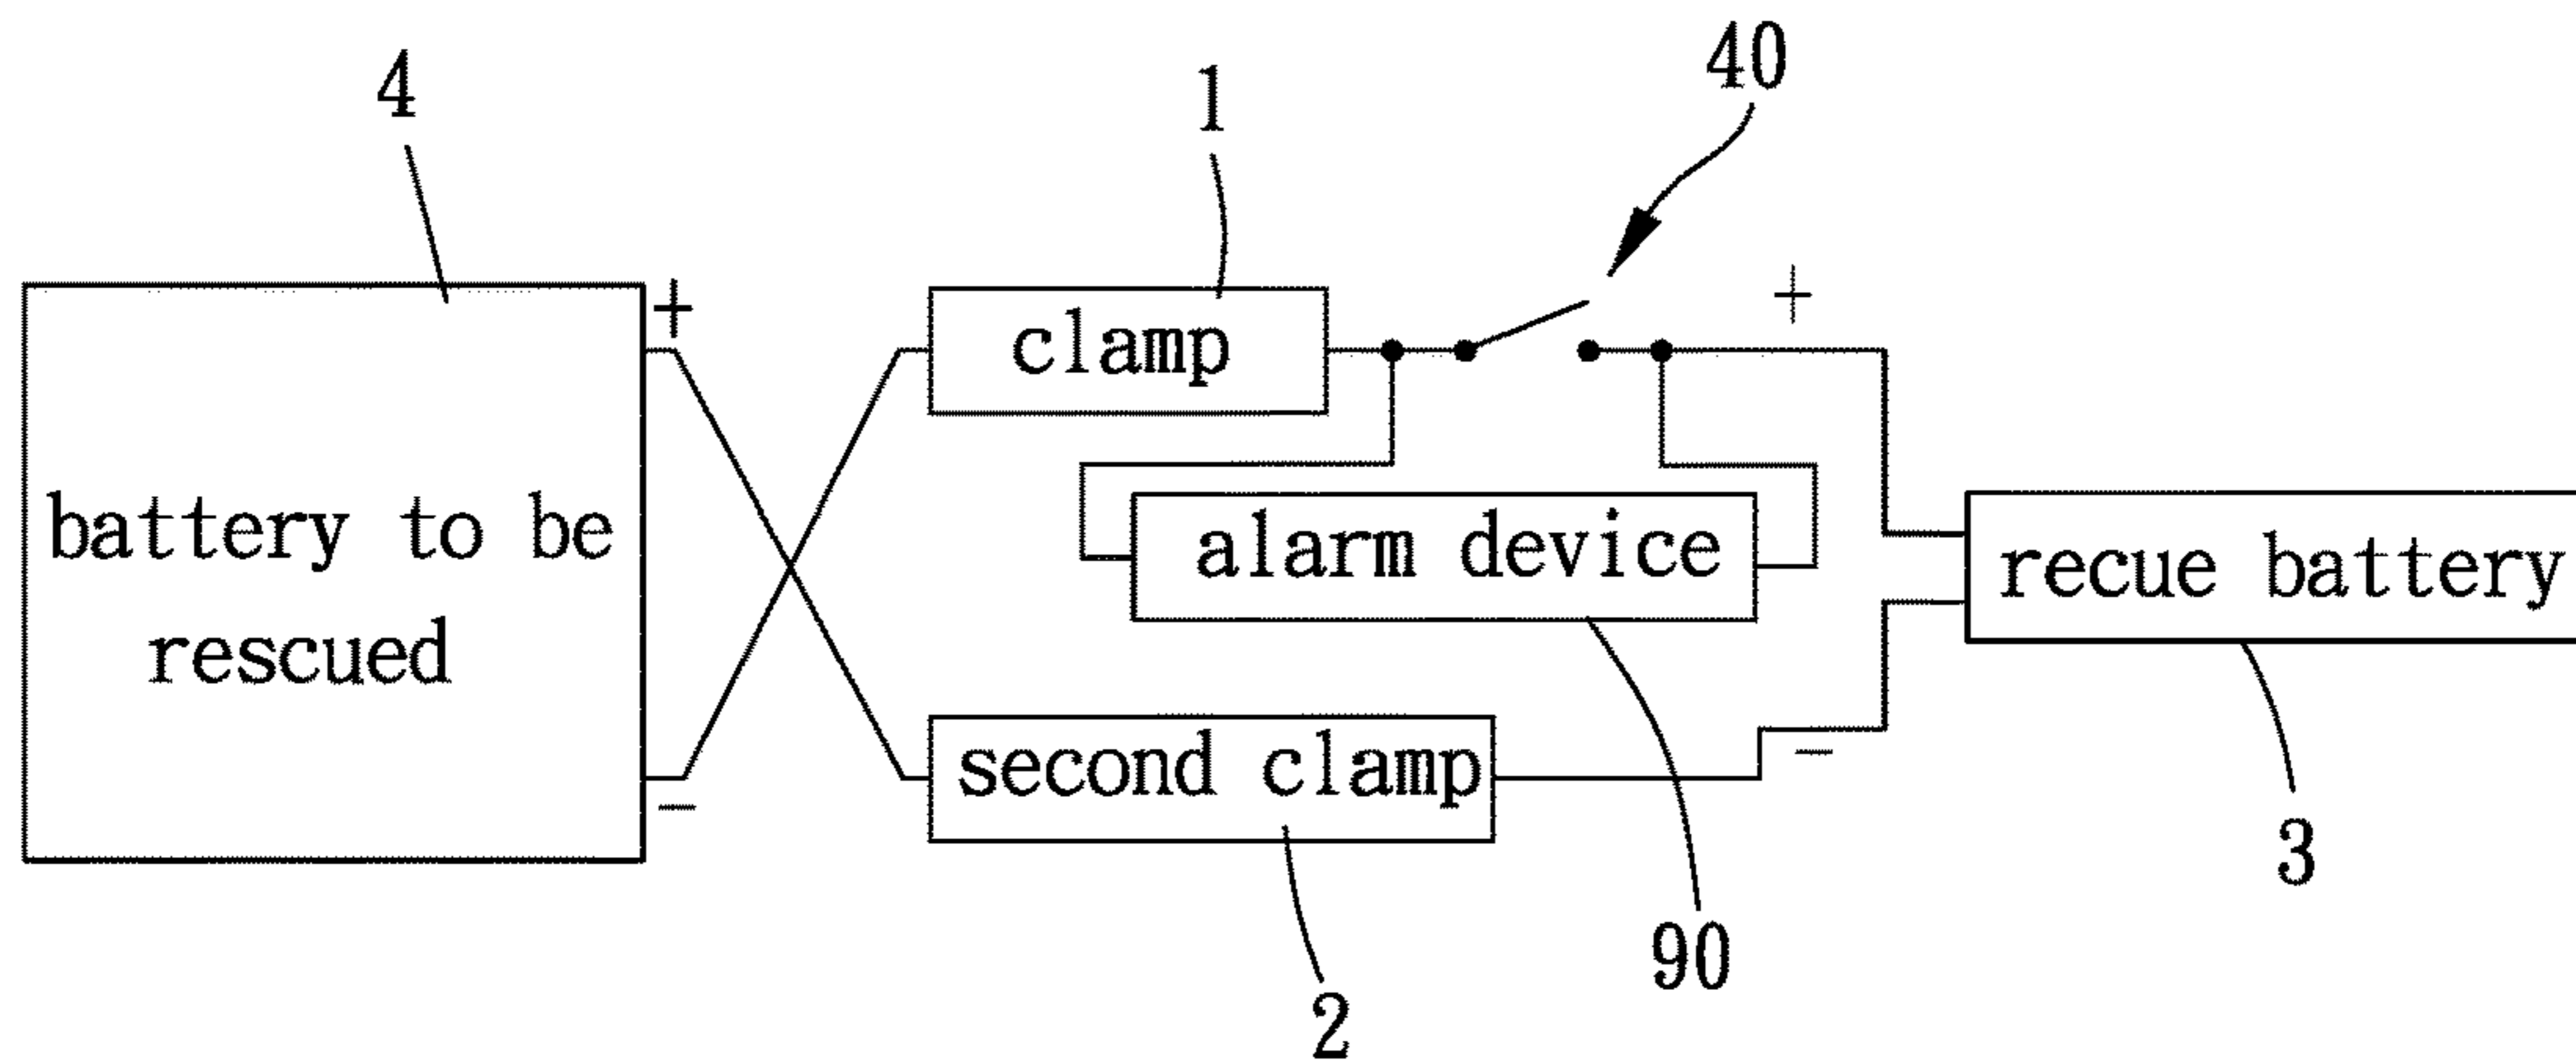 4
1
40
+
clamp
+
battery to be
rescued
alarm device
recue battery
second clamp
−
−
90
2
3